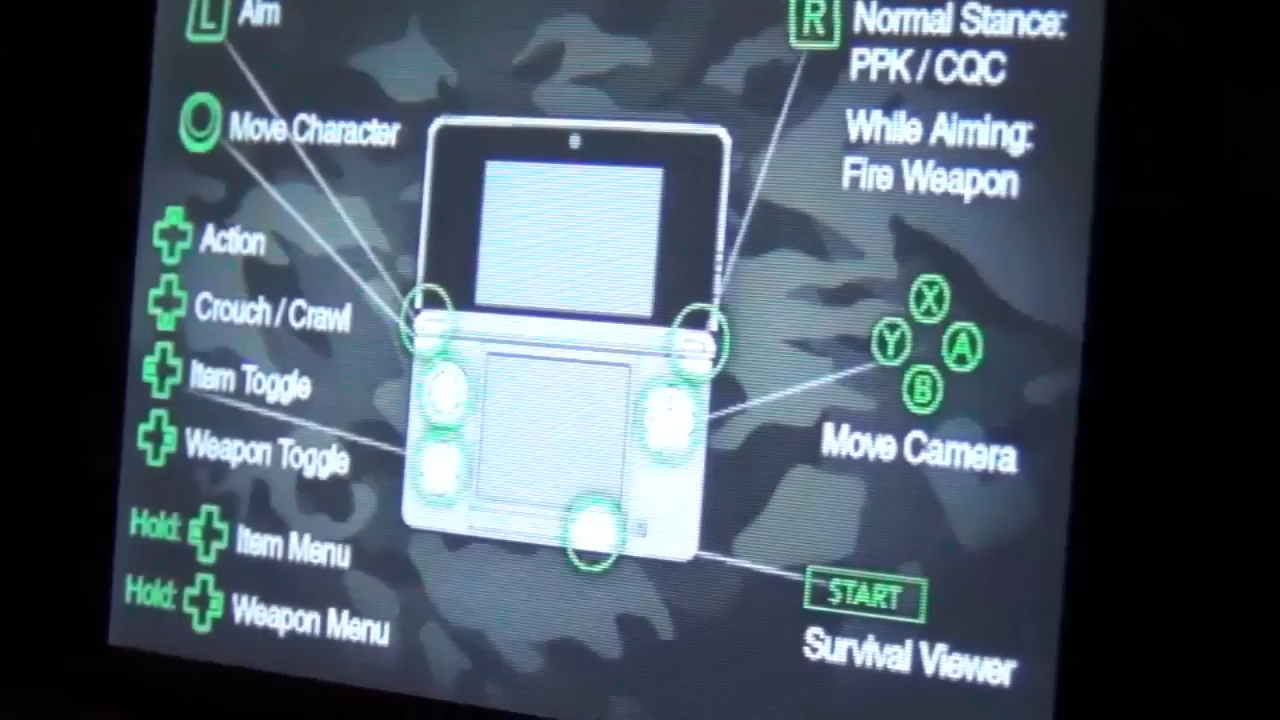 L Aim
Move Character
Action
Crouch / Crawl
Item Toggle
Weapon Toggle
Hold: Item Menu
Hold: Weapon Menu
R Normal Stance:
PPK / CQC
While Aiming:
Fire Weapon
X
Y A
B
Move Camera
START
Survival Viewer